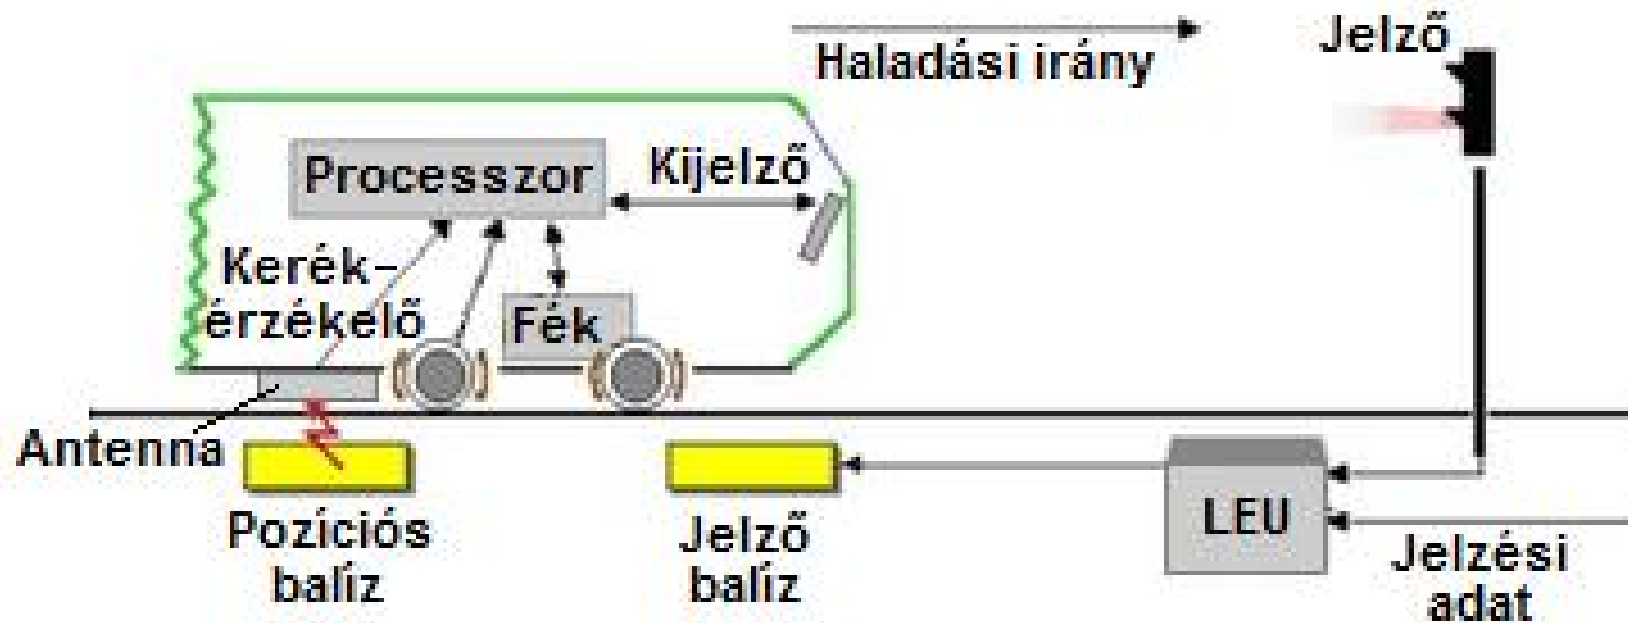 Jelző
Haladási irány
Processzor
Kijelző
Kerék-
érzékelő
Fék
Antenna
Pozíciós
balíz
Jelző
balíz
LEU
Jelzési
adat